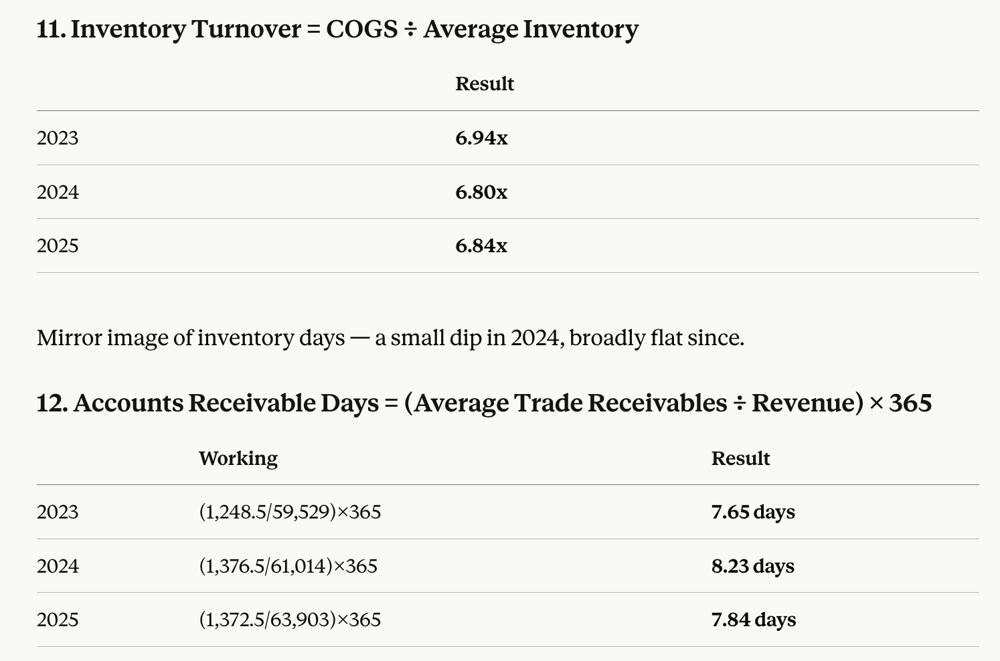 11. Inventory Turnover = COGS ÷ Average Inventory
Result
2023 6.94x
2024 6.80x
2025 6.84x
Mirror image of inventory days — a small dip in 2024, broadly flat since.
12. Accounts Receivable Days = (Average Trade Receivables ÷ Revenue) × 365
Working Result
2023 (1,248.5/59,529)×365 7.65 days
2024 (1,376.5/61,014)×365 8.23 days
2025 (1,372.5/63,903)×365 7.84 days